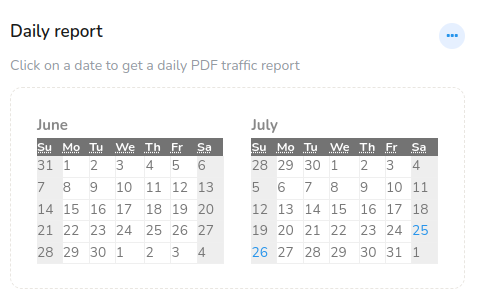 Daily report
Click on a date to get a daily PDF traffic report
June
Su Mo Tu We Th Fr Sa
31 1 2 3 4 5 6
7 8 9 10 11 12 13
14 15 16 17 18 19 20
21 22 23 24 25 26 27
28 29 30 1 2 3 4
July
Su Mo Tu We Th Fr Sa
28 29 30 1 2 3 4
5 6 7 8 9 10 11
12 13 14 15 16 17 18
19 20 21 22 23 24 25
26 27 28 29 30 31 1